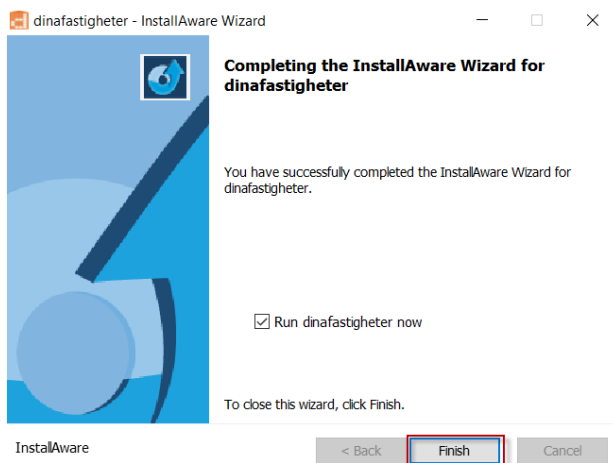 dinafastigheter - InstallAware Wizard
Completing the InstallAware Wizard for
dinafastigheter
You have successfully completed the InstallAware Wizard for
dinafastigheter.
Run dinafastigheter now
To close this wizard, click Finish.
InstallAware
< Back
Finish
Cancel